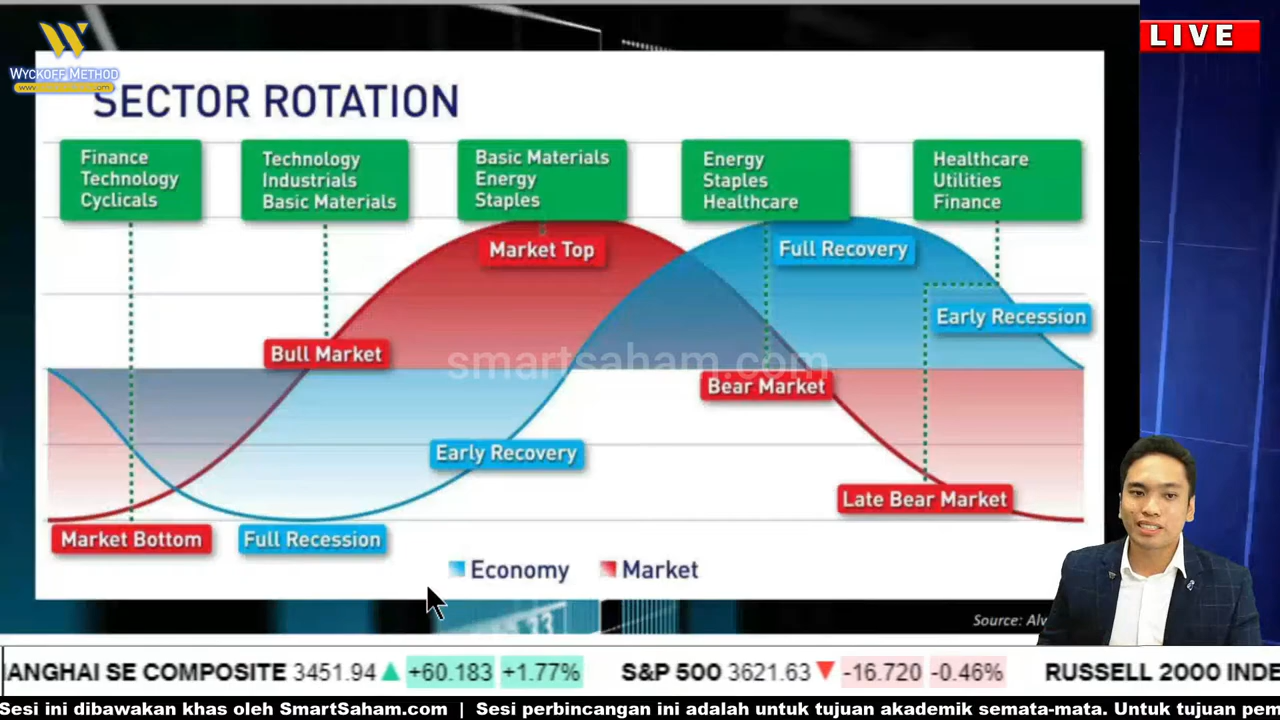 WYCKOFF METHOD
LIVE
SECTOR ROTATION
Finance
Technology
Cyclicals
Technology
Industrials
Basic Materials
Basic Materials
Energy
Staples
Energy
Staples
Healthcare
Healthcare
Utilities
Finance
Market Top
Full Recovery
Early Recession
Bull Market
smartsaham.com
Bear Market
Early Recovery
Late Bear Market
Market Bottom
Full Recession
Economy
Market
Source: Alv
ANGHAI SE COMPOSITE 3451.94 ▲ +60.183 +1.77% S&P 500 3621.63 ▼ -16.720 -0.46% RUSSELL 2000 INDE
Sesi ini dibawakan khas oleh SmartSaham.com | Sesi perbincangan ini adalah untuk tujuan akademik semata-mata. Untuk tujuan pem